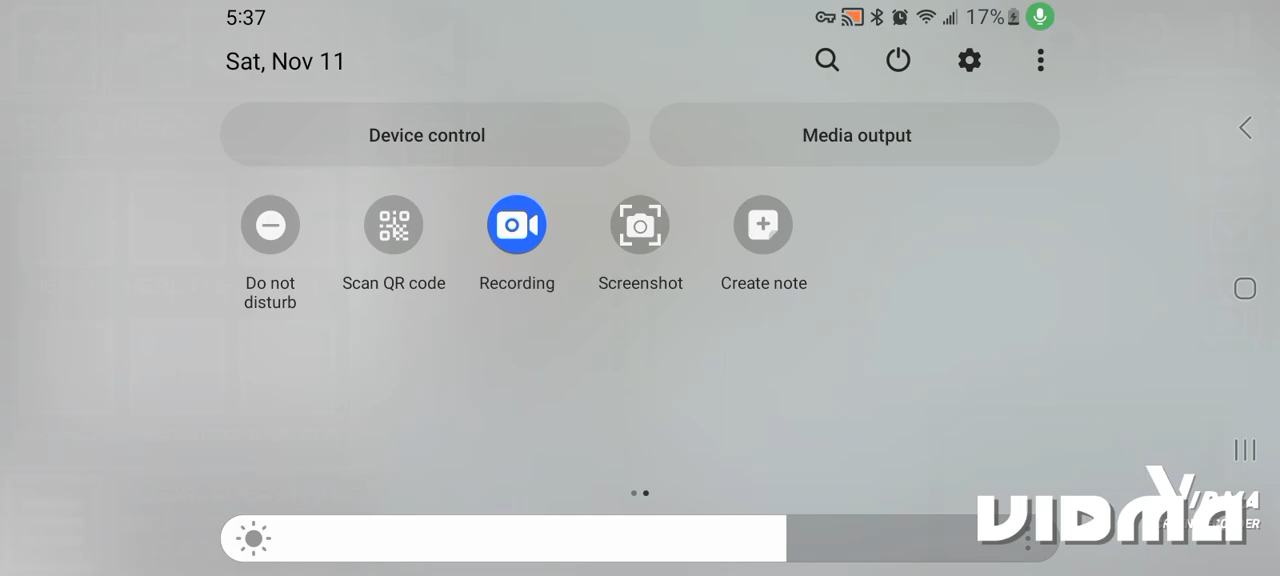 5:37
17%
Sat, Nov 11
Device control
Media output
Do not
disturb
Scan QR code
Recording
Screenshot
Create note
VIDMA